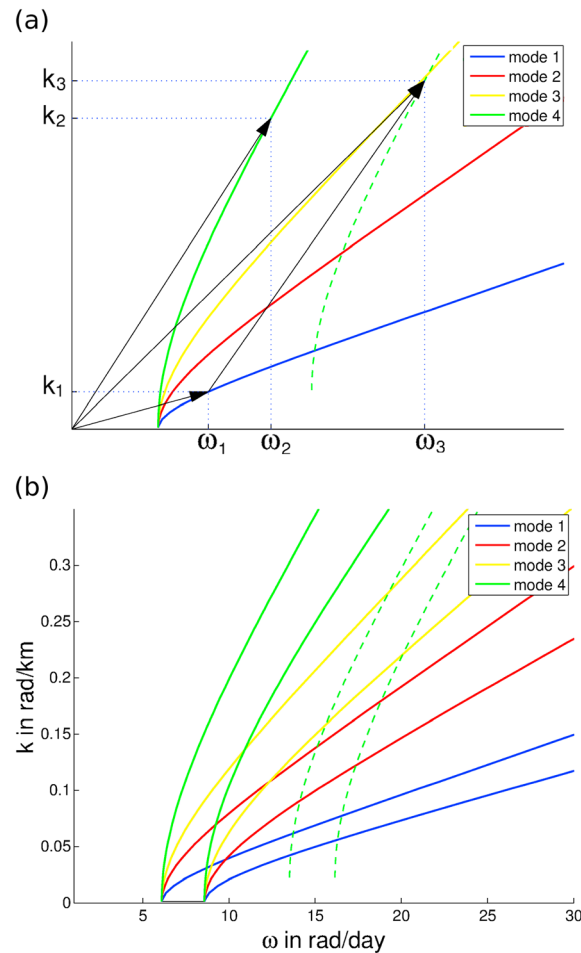 (a)
k₃
k₂
k₁
mode 1
mode 2
mode 3
mode 4
ω₁ ω₂ ω₃
(b)
mode 1
mode 2
mode 3
mode 4
k in rad/km
0.3
0.25
0.2
0.15
0.1
0.05
0
5 10 15 20 25 30
ω in rad/day